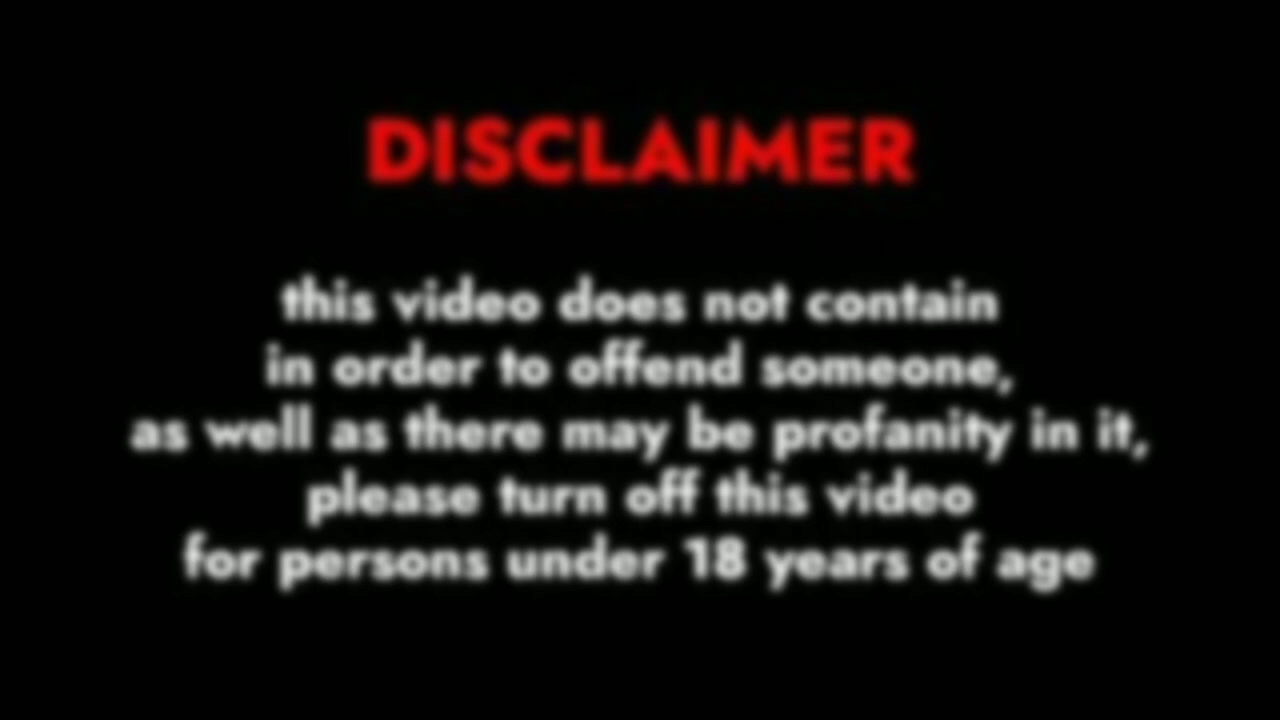 DISCLAIMER
this video does not contain
in order to offend someone,
as well as there may be profanity in it,
please turn off this video
for persons under 18 years of age